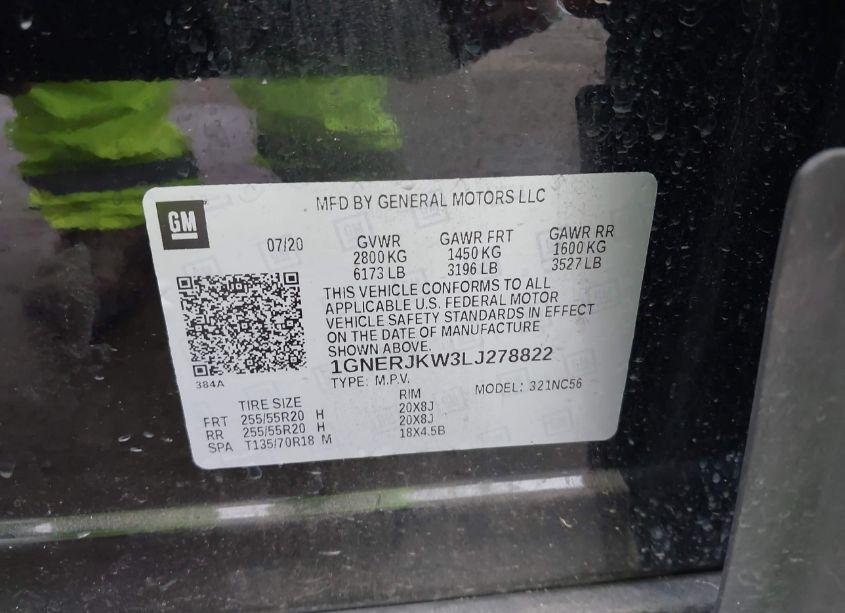 GM
MFD BY GENERAL MOTORS LLC
07/20 GVWR GAWR FRT GAWR RR
2800 KG 1450 KG 1600 KG
6173 LB 3196 LB 3527 LB
THIS VEHICLE CONFORMS TO ALL
APPLICABLE U.S. FEDERAL MOTOR
VEHICLE SAFETY STANDARDS IN EFFECT
ON THE DATE OF MANUFACTURE
SHOWN ABOVE.
384A
1GNERJKW3LJ278822
TYPE: M.P.V. MODEL: 321NC56
TIRE SIZE RIM
FRT 255/55R20 H 20X8J
RR 255/55R20 H 20X8J
SPA T135/70R18 M 18X4.5B